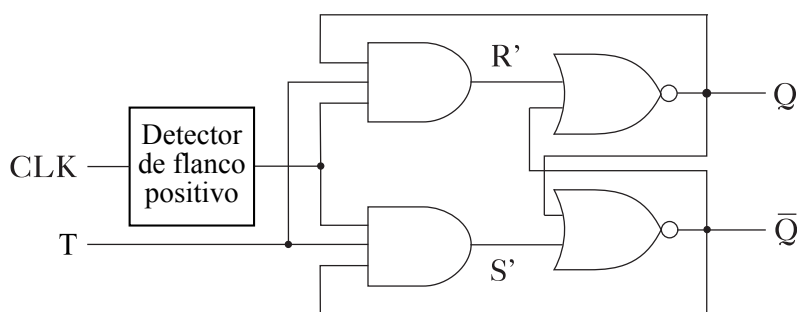 R’
Q
Detector
de flanco
positivo
CLK
T
Q̅
S’